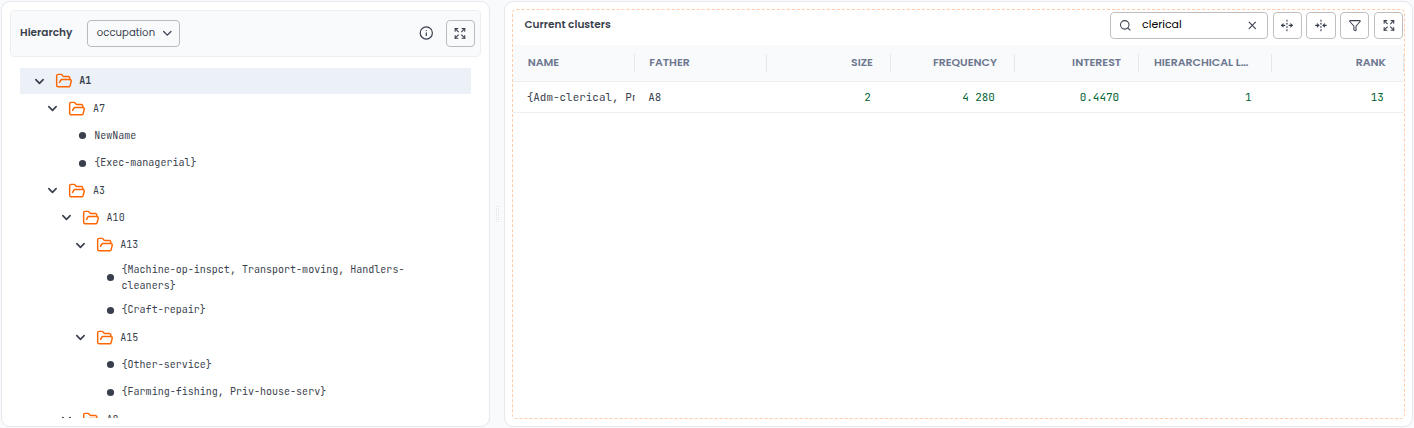 Hierarchy occupation
A1
A7
NewName
{Exec-managerial}
A3
A10
A13
{Machine-op-inspct, Transport-moving, Handlers-
cleaners}
{Craft-repair}
A15
{Other-service}
{Farming-fishing, Priv-house-serv}
Current clusters clerical
NAME FATHER SIZE FREQUENCY INTEREST HIERARCHICAL L... RANK
{Adm-clerical, Pr A8 2 4 280 0.4470 1 13